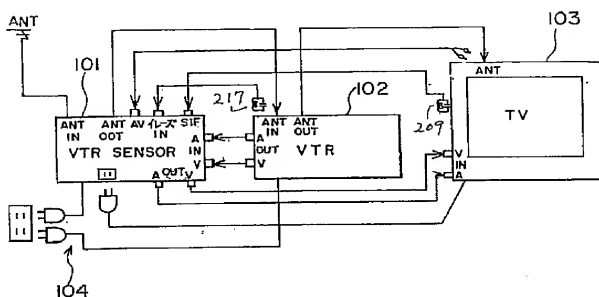 ANT
103
101
ANT
217
102
209
TV
ANT IN
ANT OUT
AV
イレーズ IN
SIF
ANT IN
ANT OUT
VTR SENSOR
A
IN
V
A
OUT
V
VTR
V
IN
A
A
OUT
V
104